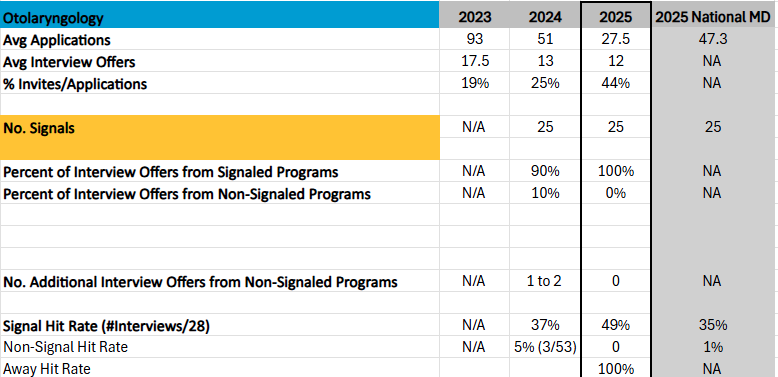 Otolaryngology 2023 2024 2025 2025 National MD
Avg Applications 93 51 27.5 47.3
Avg Interview Offers 17.5 13 12 NA
% Invites/Applications 19% 25% 44% NA
No. Signals N/A 25 25 25
Percent of Interview Offers from Signaled Programs N/A 90% 100% NA
Percent of Interview Offers from Non-Signaled Programs N/A 10% 0% NA
No. Additional Interview Offers from Non-Signaled Programs N/A 1 to 2 0 NA
Signal Hit Rate (#Interviews/28) N/A 37% 49% 35%
Non-Signal Hit Rate N/A 5% (3/53) 0 1%
Away Hit Rate 100% NA